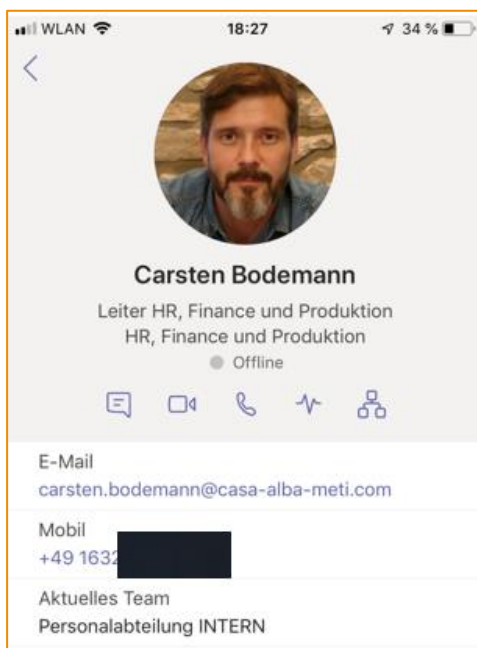 WLAN 18:27 34 %
Carsten Bodemann
Leiter HR, Finance und Produktion
HR, Finance und Produktion
Offline
E-Mail
carsten.bodemann@casa-alba-meti.com
Mobil
+49 1632
Aktuelles Team
Personalabteilung INTERN